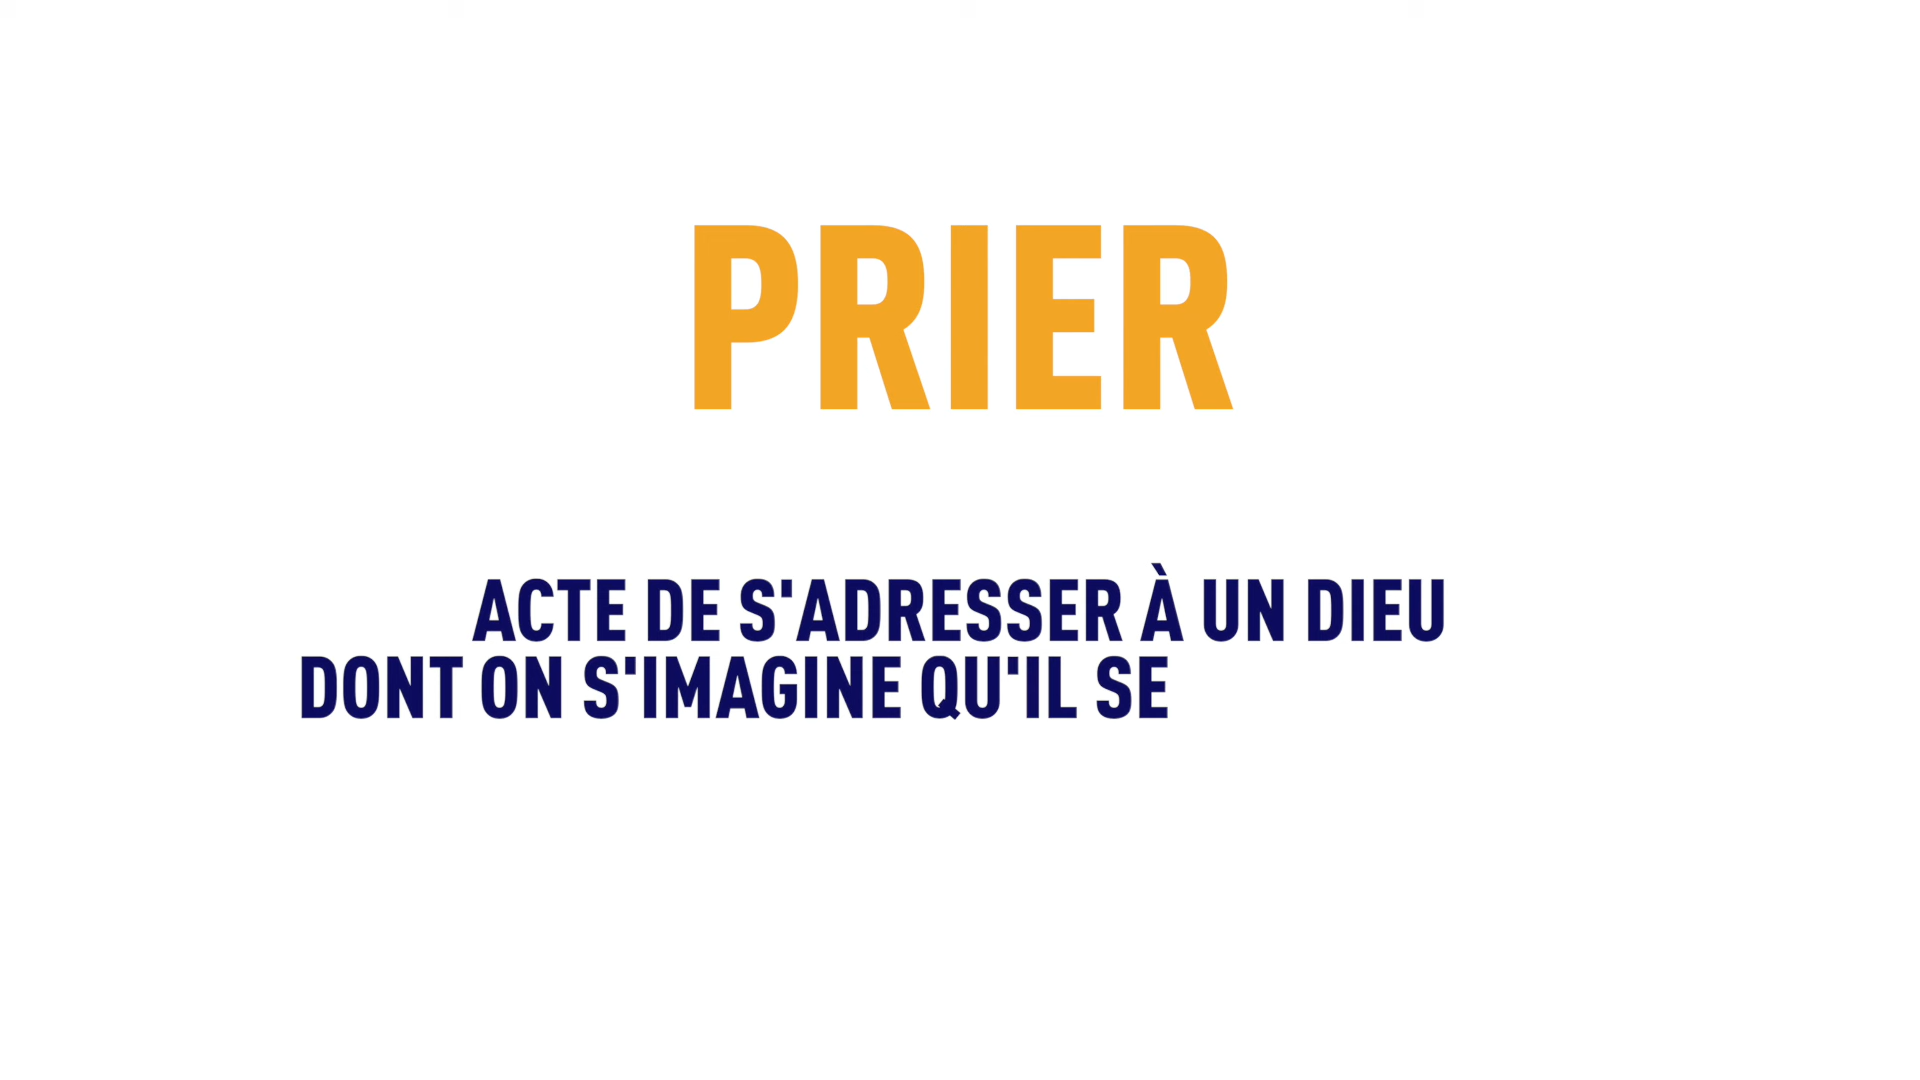 PRIER
ACTE DE S'ADRESSER À UN DIEU
DONT ON S'IMAGINE QU'IL SE